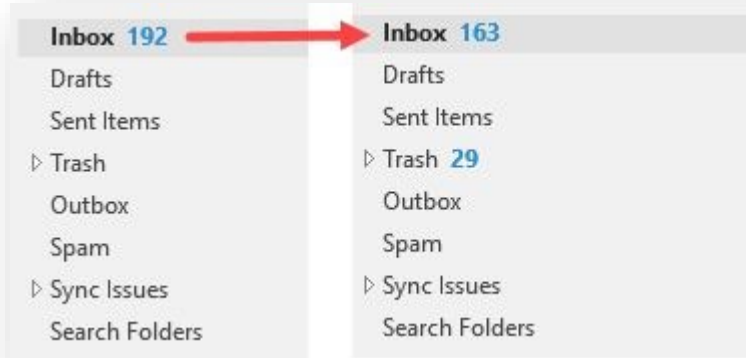 Inbox 192
Drafts
Sent Items
Trash
Outbox
Spam
Sync Issues
Search Folders
Inbox 163
Drafts
Sent Items
Trash 29
Outbox
Spam
Sync Issues
Search Folders